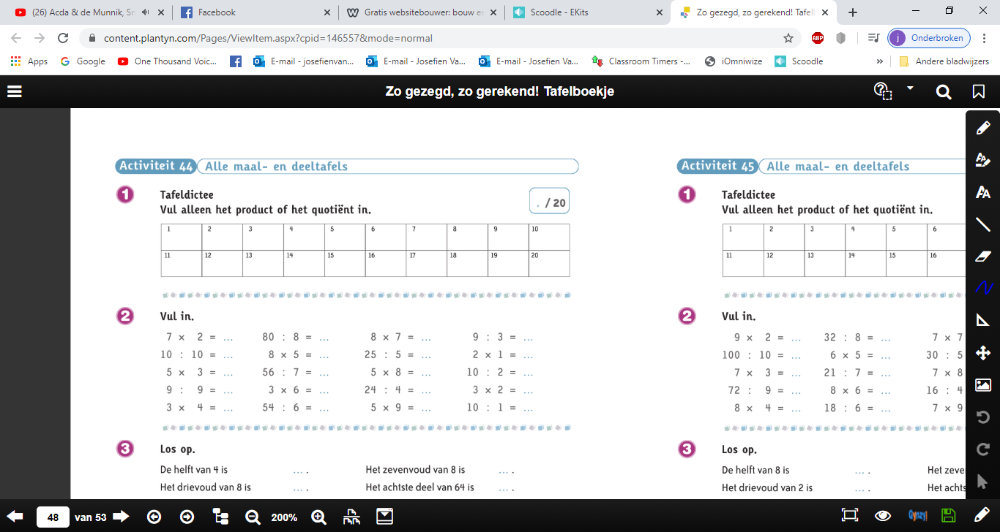 (26) Acda & de Munnik, Sn
Facebook
Gratis websitebouwer: bouw ee
Scoodle - EKits
Zo gezegd, zo gerekend! Tafel
content.plantyn.com/Pages/ViewItem.aspx?cpid=146557&mode=normal
ABP
j Onderbroken
Apps
Google
One Thousand Voic...
E-mail - josefienvan...
E-mail - Josefien Va...
E-mail - Josefien Va...
Classroom Timers -...
iOmniwize
Scoodle
»
Andere bladwijzers
Zo gezegd, zo gerekend! Tafelboekje
Activiteit 44 Alle maal- en deeltafels
1 Tafeldictee
. / 20
Vul alleen het product of het quotiënt in.
1 2 3 4 5 6 7 8 9 10
11 12 13 14 15 16 17 18 19 20
2 Vul in.
7 × 2 = ... 80 : 8 = ... 8 × 7 = ... 9 : 3 = ...
10 : 10 = ... 8 × 5 = ... 25 : 5 = ... 2 × 1 = ...
5 × 3 = ... 56 : 7 = ... 5 × 8 = ... 10 : 2 = ...
9 : 9 = ... 3 × 6 = ... 24 : 4 = ... 3 × 2 = ...
3 × 4 = ... 54 : 6 = ... 5 × 9 = ... 10 : 1 = ...
3 Los op.
De helft van 4 is ... . Het zevenvoud van 8 is ... .
Het drievoud van 8 is ... . Het achtste deel van 64 is ... .
Activiteit 45 Alle maal- en deeltafels
1 Tafeldictee
Vul alleen het product of het quotiënt in.
1 2 3 4 5 6
11 12 13 14 15 16
2 Vul in.
9 × 2 = ... 32 : 8 = ... 7 × 7
100 : 10 = ... 6 × 5 = ... 30 : 5
7 × 3 = ... 21 : 7 = ... 7 × 8
72 : 9 = ... 8 × 6 = ... 16 : 4
8 × 4 = ... 18 : 6 = ... 7 × 9
3 Los op.
De helft van 8 is ... . Het zeve
Het drievoud van 2 is ... . Het achts
48 van 53
200%
Gynzy!